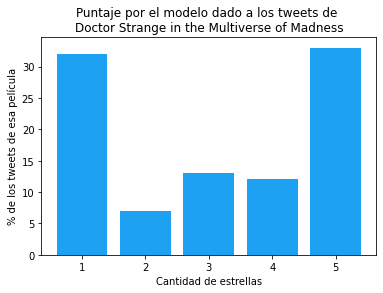 Puntaje por el modelo dado a los tweets de
Doctor Strange in the Multiverse of Madness
% de los tweets de esa película
30
25
20
15
10
5
0
1 2 3 4 5
Cantidad de estrellas